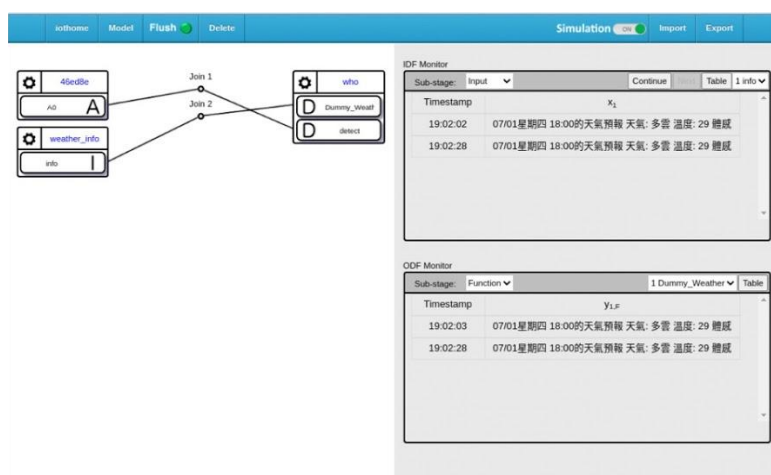 iothome Model Flush Delete Simulation ON Import Export
46ed8e
A0 A
weather_info
info I
Join 1
Join 2
who
D Dummy_Weath
D detect
IDF Monitor
Sub-stage: Input Continue Table 1 info
Timestamp x1
19:02:02 07/01星期四 18:00的天氣預報 天氣: 多雲 溫度: 29 體感
19:02:28 07/01星期四 18:00的天氣預報 天氣: 多雲 溫度: 29 體感
ODF Monitor
Sub-stage: Function 1 Dummy_Weather Table
Timestamp y1,F
19:02:03 07/01星期四 18:00的天氣預報 天氣: 多雲 溫度: 29 體感
19:02:28 07/01星期四 18:00的天氣預報 天氣: 多雲 溫度: 29 體感